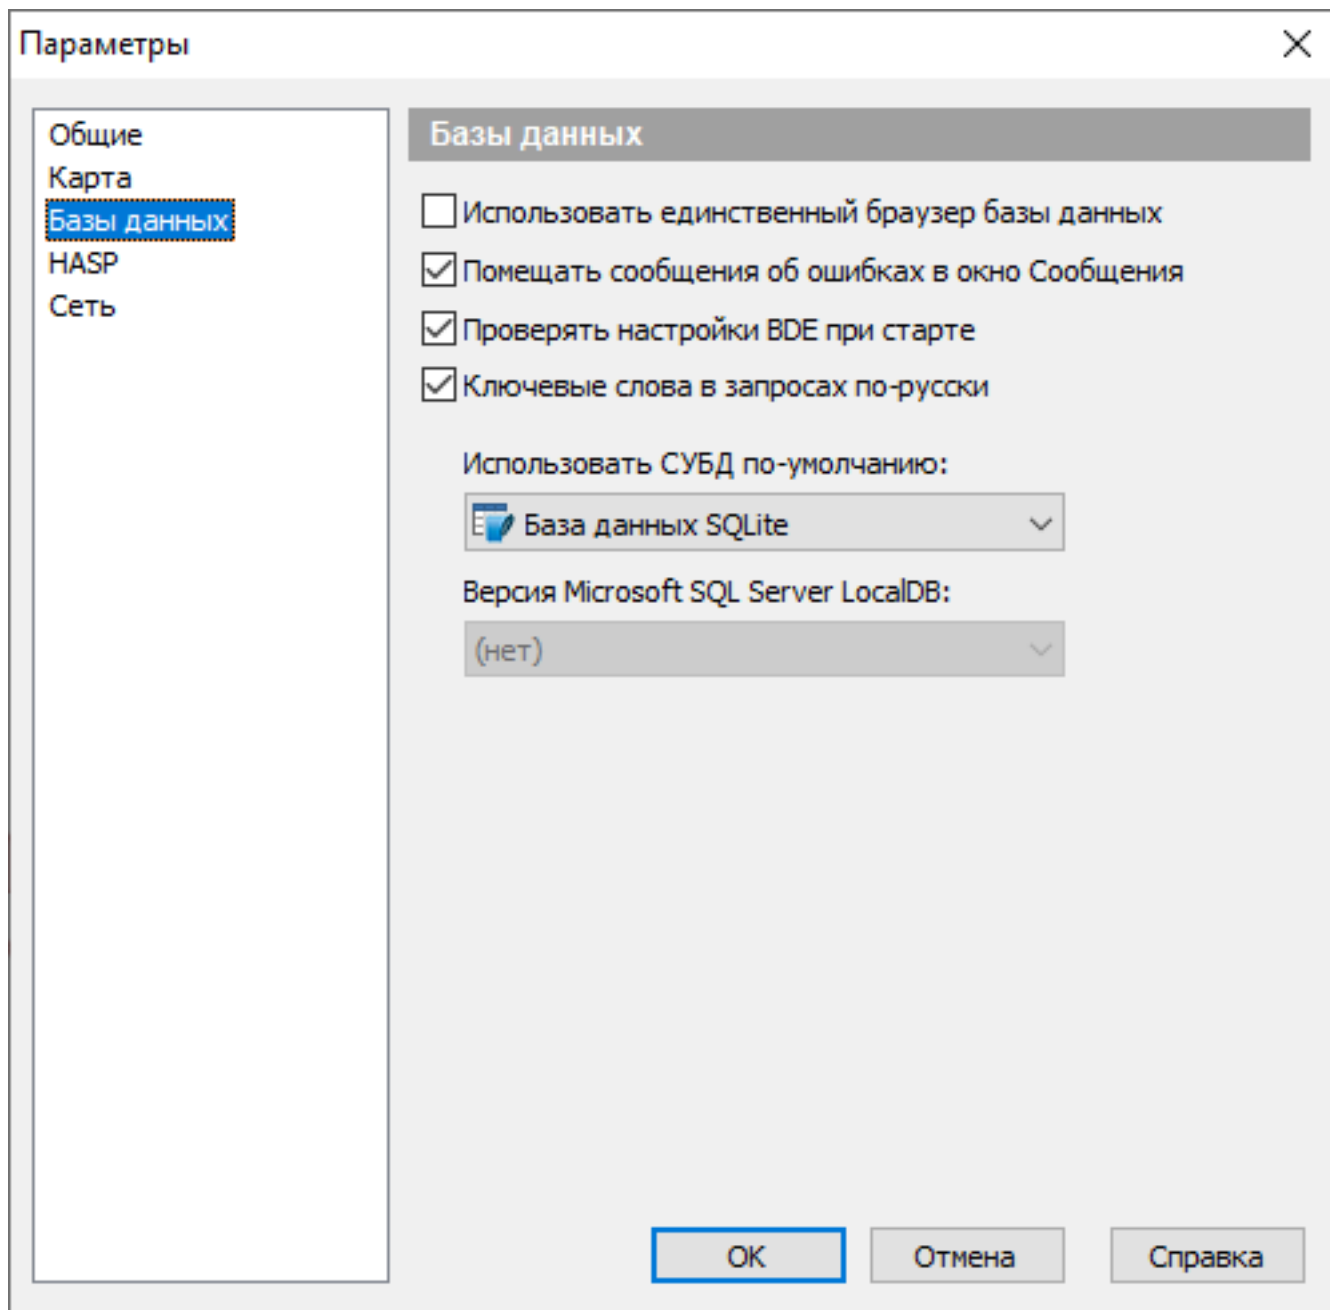 Параметры
Общие
Карта
Базы данных
HASP
Сеть
Базы данных
Использовать единственный браузер базы данных
Помещать сообщения об ошибках в окно Сообщения
Проверять настройки BDE при старте
Ключевые слова в запросах по-русски
Использовать СУБД по-умолчанию:
База данных SQLite
Версия Microsoft SQL Server LocalDB:
(нет)
OK
Отмена
Справка